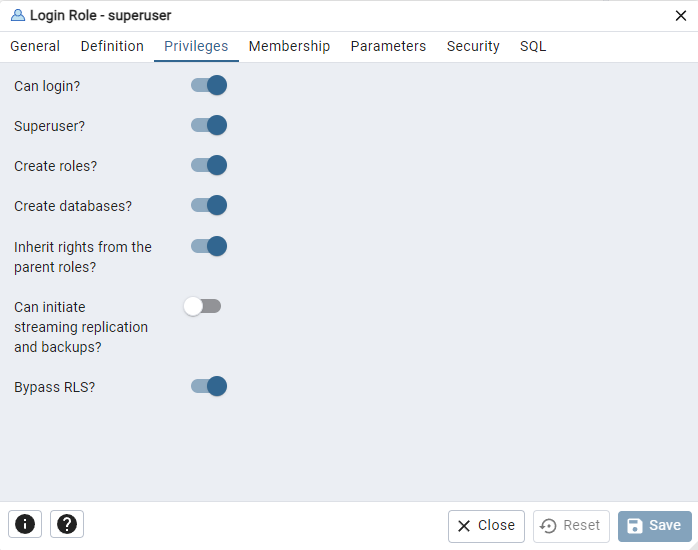 Login Role - superuser
General Definition Privileges Membership Parameters Security SQL
Can login?
Superuser?
Create roles?
Create databases?
Inherit rights from the
parent roles?
Can initiate
streaming replication
and backups?
Bypass RLS?
Close Reset Save